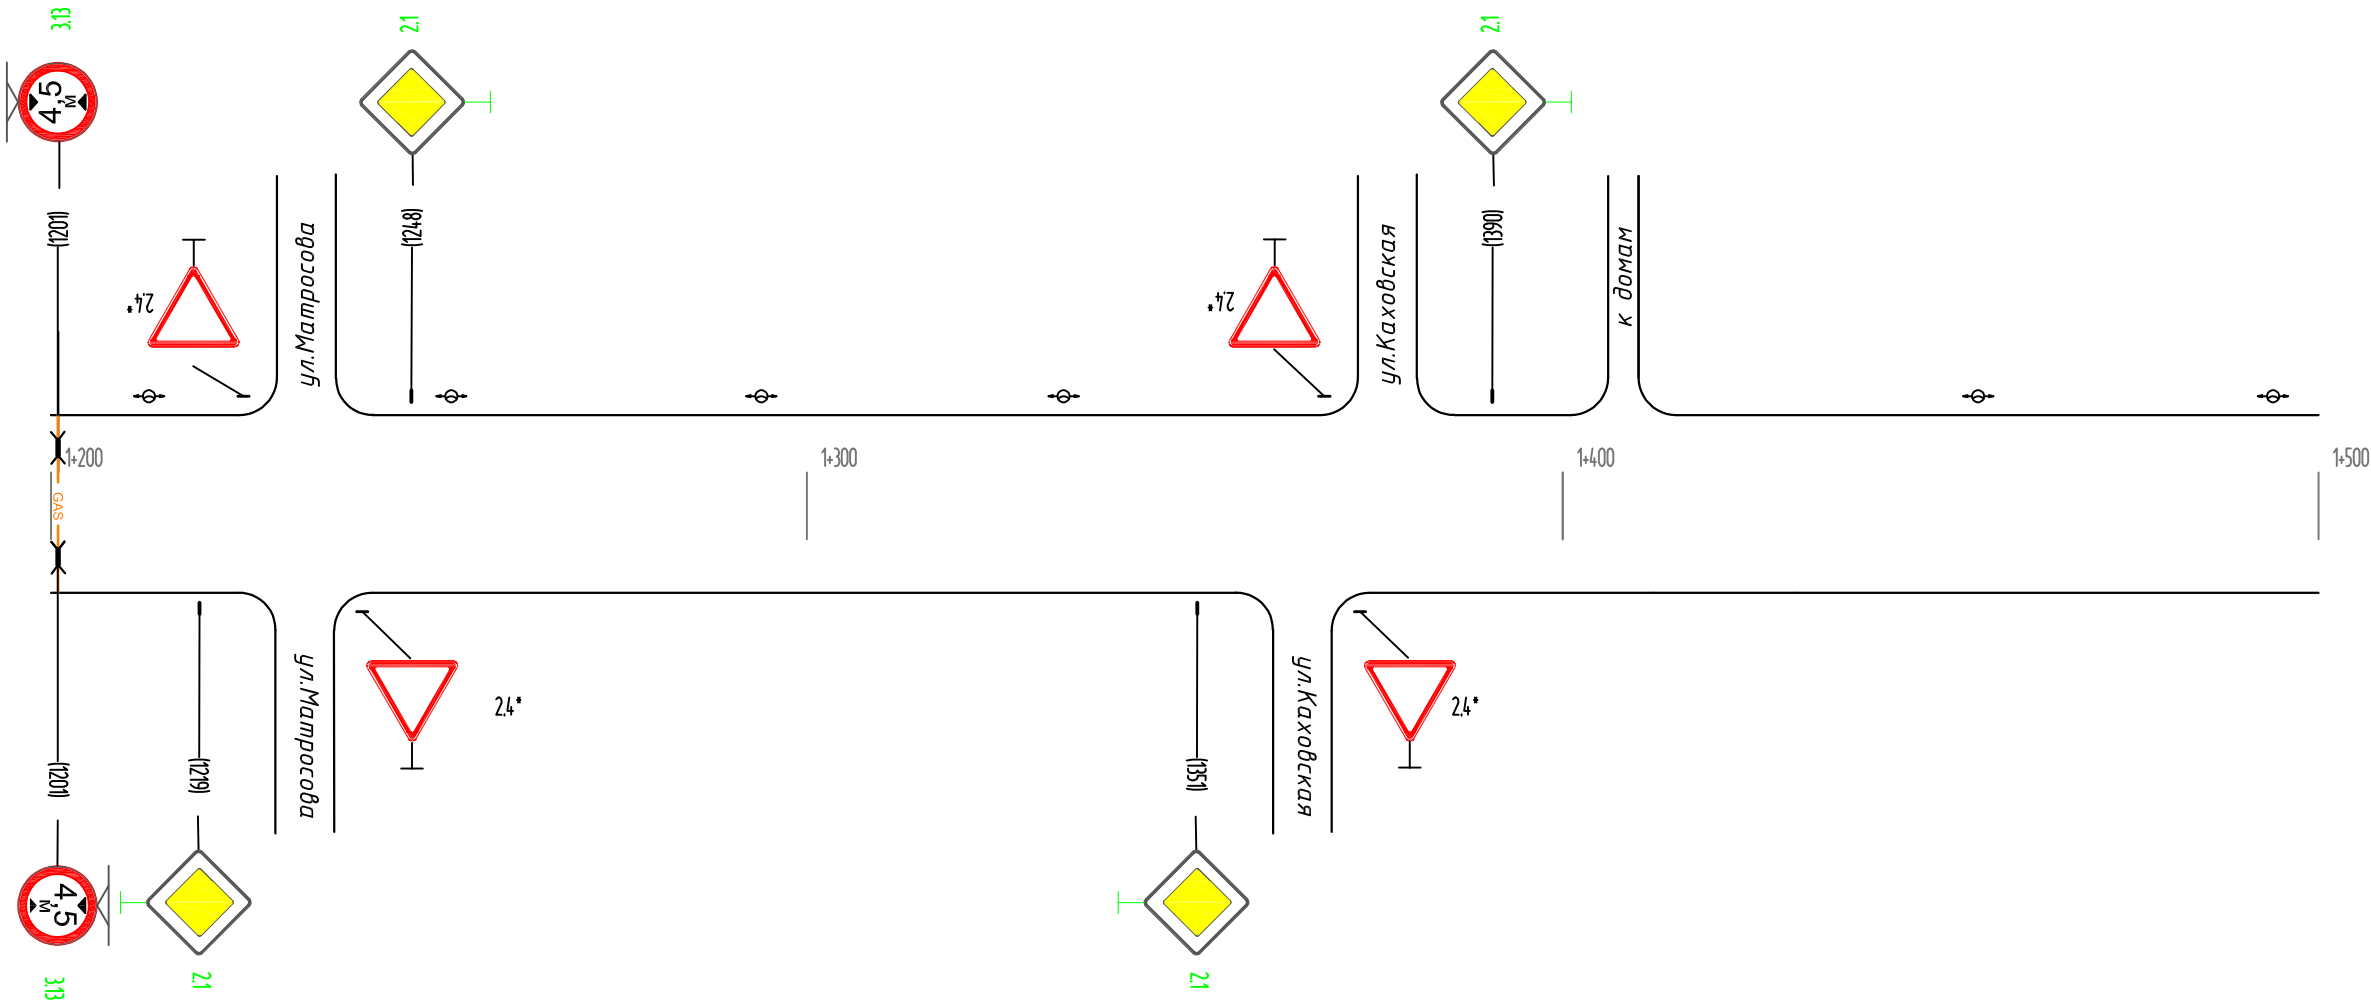 3.13
2.1
2.1
4,5
м
(1201)
(1248)
(1390)
2.4*
ул.Матросова
2.4*
ул.Каховская
к домам
1+200
1+300
1+400
1+500
GAS
ул.Матросова
2.4*
ул.Каховская
2.4*
(1201)
(1219)
(1351)
4,5
м
3.13
2.1
2.1